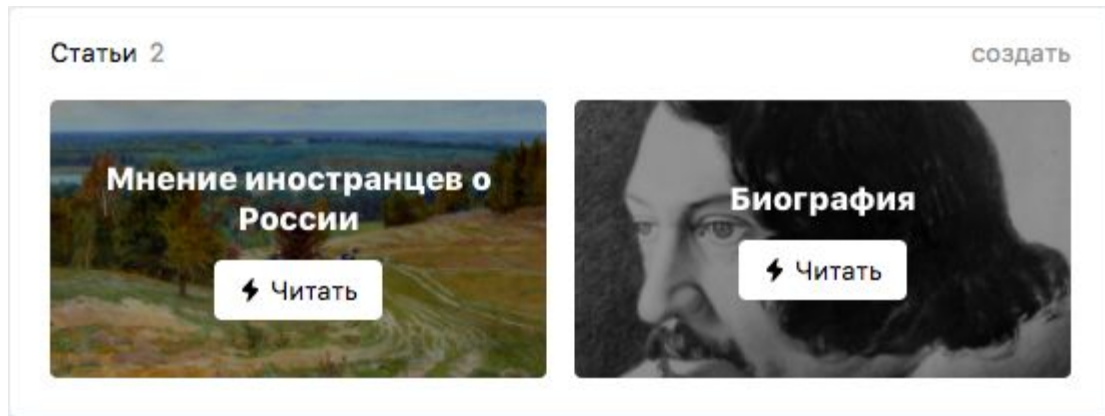 Статьи 2
создать
Мнение иностранцев о
России
Читать
Биография
Читать